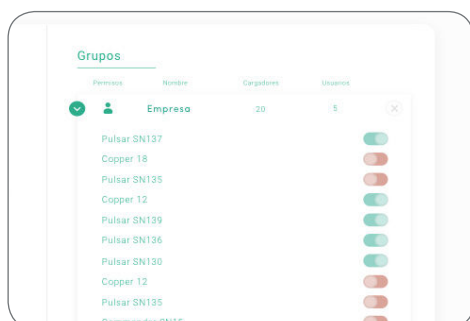 Grupos
Permisos Nombre Cargadores Usuarios
Empresa 20 5
Pulsar SN137
Copper 18
Pulsar SN135
Copper 12
Pulsar SN139
Pulsar SN136
Pulsar SN130
Copper 12
Pulsar SN135